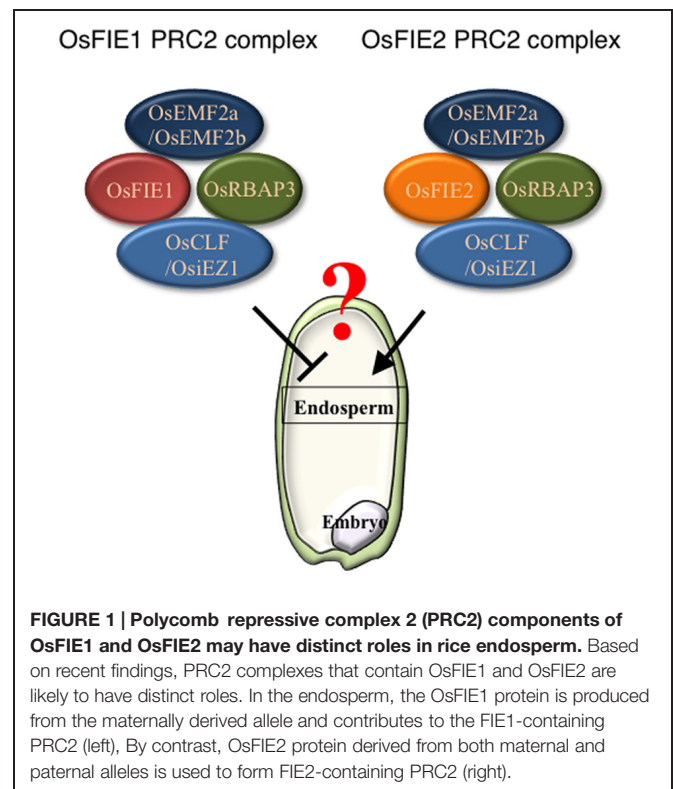 OsFIE1 PRC2 complex
OsFIE2 PRC2 complex
OsEMF2a
/OsEMF2b
OsFIE1
OsRBAP3
OsCLF
/OsiEZ1
OsEMF2a
/OsEMF2b
OsFIE2
OsRBAP3
OsCLF
/OsiEZ1
?
Endosperm
Embryo
FIGURE 1 | Polycomb repressive complex 2 (PRC2) components of
OsFIE1 and OsFIE2 may have distinct roles in rice endosperm. Based
on recent findings, PRC2 complexes that contain OsFIE1 and OsFIE2 are
likely to have distinct roles. In the endosperm, the OsFIE1 protein is produced
from the maternally derived allele and contributes to the FIE1-containing
PRC2 (left), By contrast, OsFIE2 protein derived from both maternal and
paternal alleles is used to form FIE2-containing PRC2 (right).